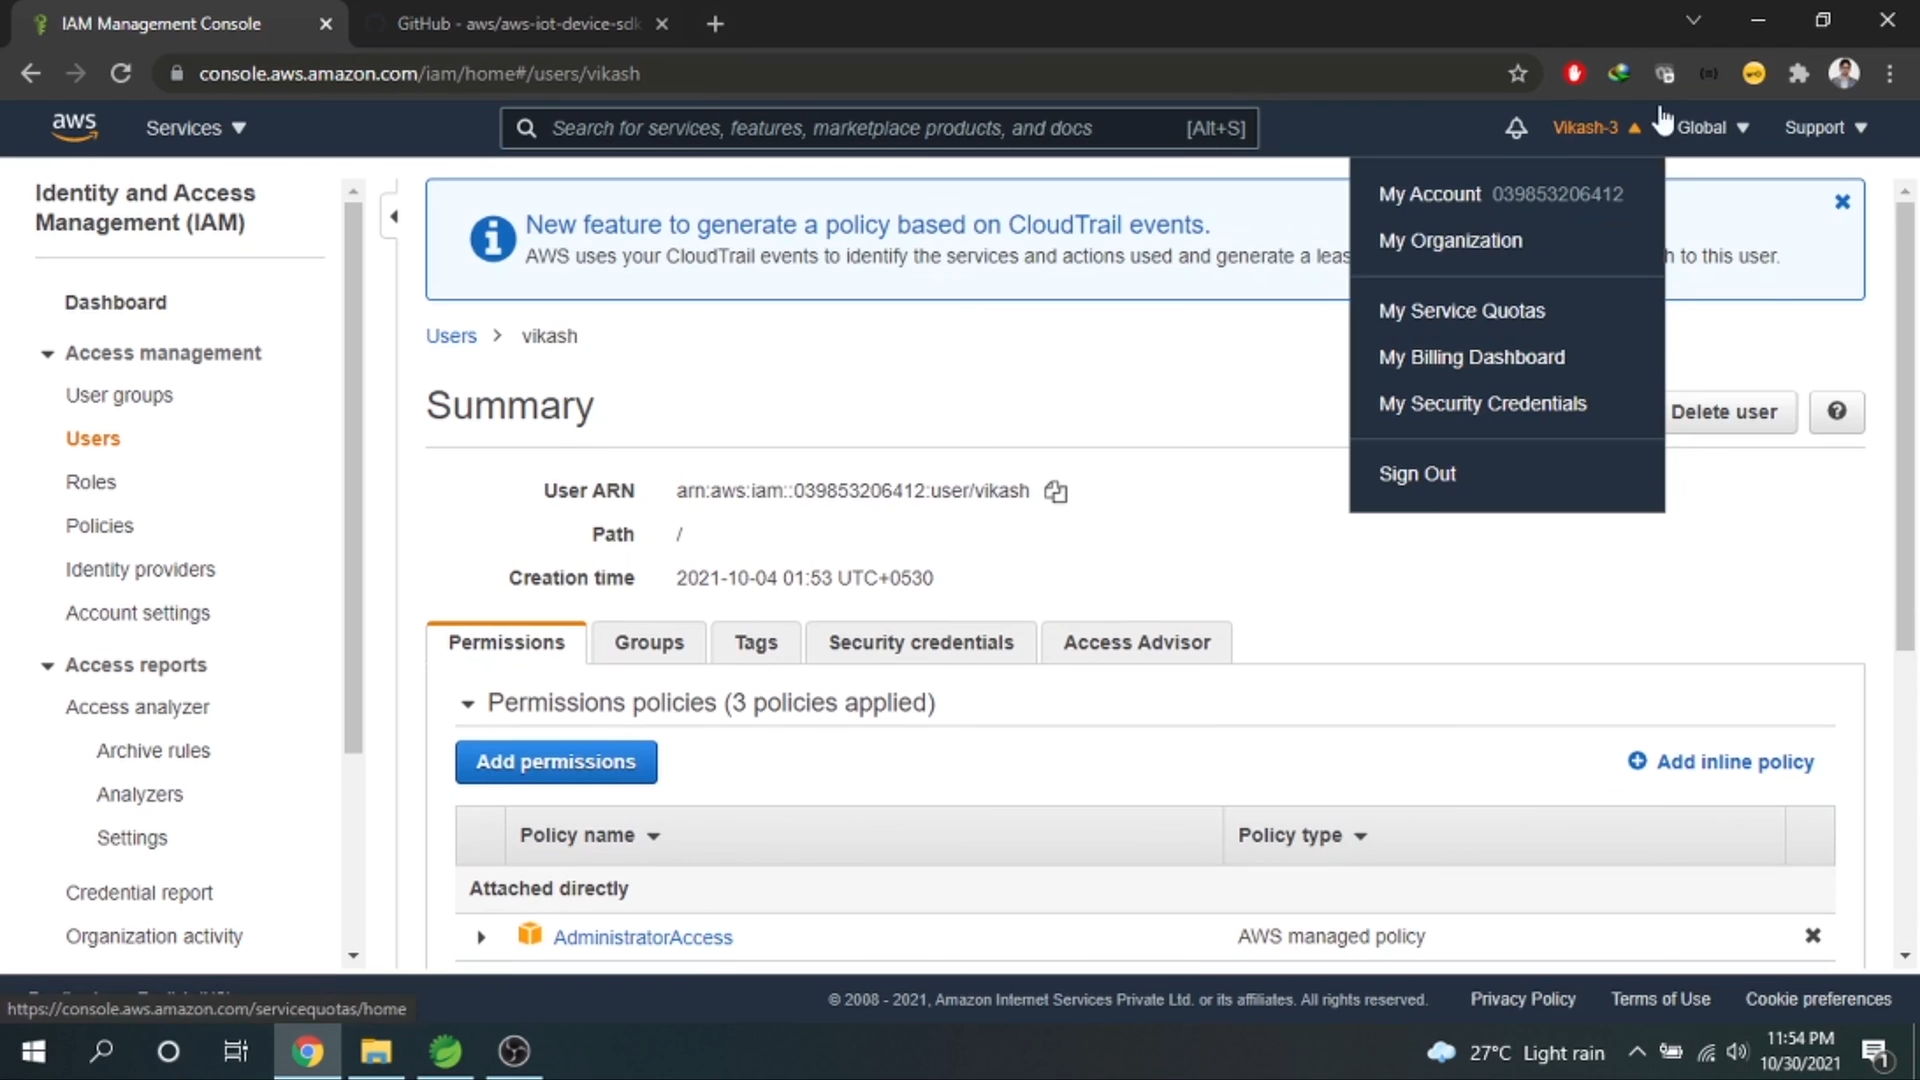 IAM Management Console
GitHub - aws/aws-iot-device-sdk
console.aws.amazon.com/iam/home#/users/vikash
aws
Services
Search for services, features, marketplace products, and docs
[Alt+S]
Vikash-3
Global
Support
My Account 039853206412
My Organization
My Service Quotas
My Billing Dashboard
My Security Credentials
Sign Out
Identity and Access
Management (IAM)
Dashboard
Access management
User groups
Users
Roles
Policies
Identity providers
Account settings
Access reports
Access analyzer
Archive rules
Analyzers
Settings
Credential report
Organization activity
New feature to generate a policy based on CloudTrail events.
AWS uses your CloudTrail events to identify the services and actions used and generate a
to this user.
Users > vikash
Summary
Delete user
User ARN arn:aws:iam::039853206412:user/vikash
Path /
Creation time 2021-10-04 01:53 UTC+0530
Permissions
Groups
Tags
Security credentials
Access Advisor
Permissions policies (3 policies applied)
Add permissions
Add inline policy
Policy name
Policy type
Attached directly
AdministratorAccess
AWS managed policy
https://console.aws.amazon.com/servicequotas/home
© 2008 - 2021, Amazon Internet Services Private Ltd. or its affiliates. All rights reserved.
Privacy Policy
Terms of Use
Cookie preferences
27°C Light rain
11:54 PM
10/30/2021
1